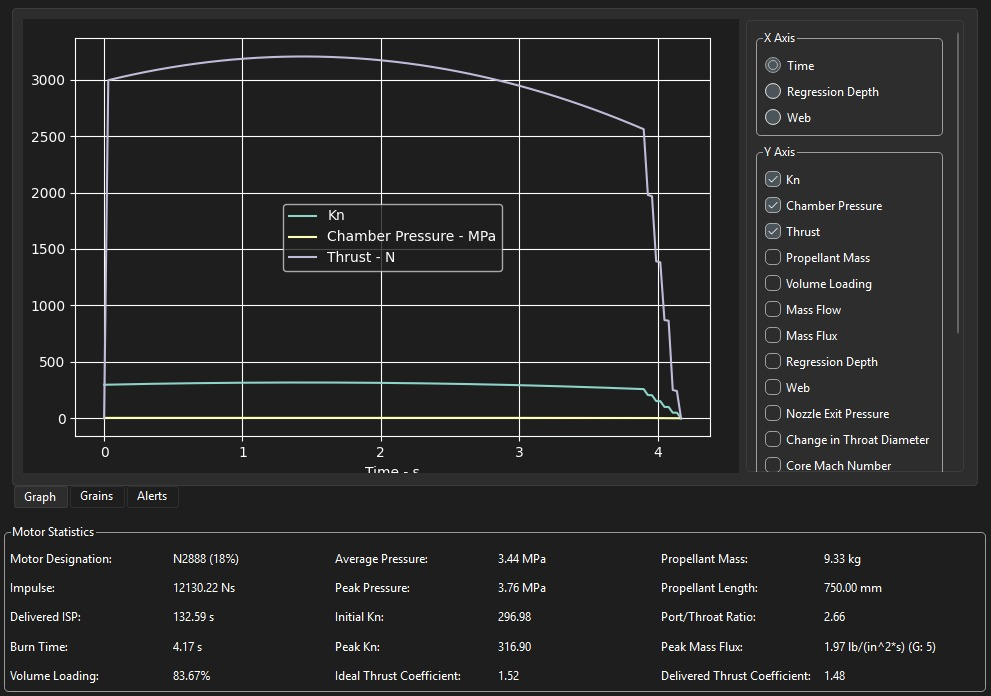 X Axis
Time
Regression Depth
Web
Y Axis
Kn
Chamber Pressure
Thrust
Propellant Mass
Volume Loading
Mass Flow
Mass Flux
Regression Depth
Web
Nozzle Exit Pressure
Change in Throat Diameter
Core Mach Number
3000
2500
2000
1500
1000
500
0
Kn
Chamber Pressure - MPa
Thrust - N
0 1 2 3 4
Time - s
Graph Grains Alerts
Motor Statistics
Motor Designation: N2888 (18%) Average Pressure: 3.44 MPa Propellant Mass: 9.33 kg
Impulse: 12130.22 Ns Peak Pressure: 3.76 MPa Propellant Length: 750.00 mm
Delivered ISP: 132.59 s Initial Kn: 296.98 Port/Throat Ratio: 2.66
Burn Time: 4.17 s Peak Kn: 316.90 Peak Mass Flux: 1.97 lb/(in^2*s) (G: 5)
Volume Loading: 83.67% Ideal Thrust Coefficient: 1.52 Delivered Thrust Coefficient: 1.48